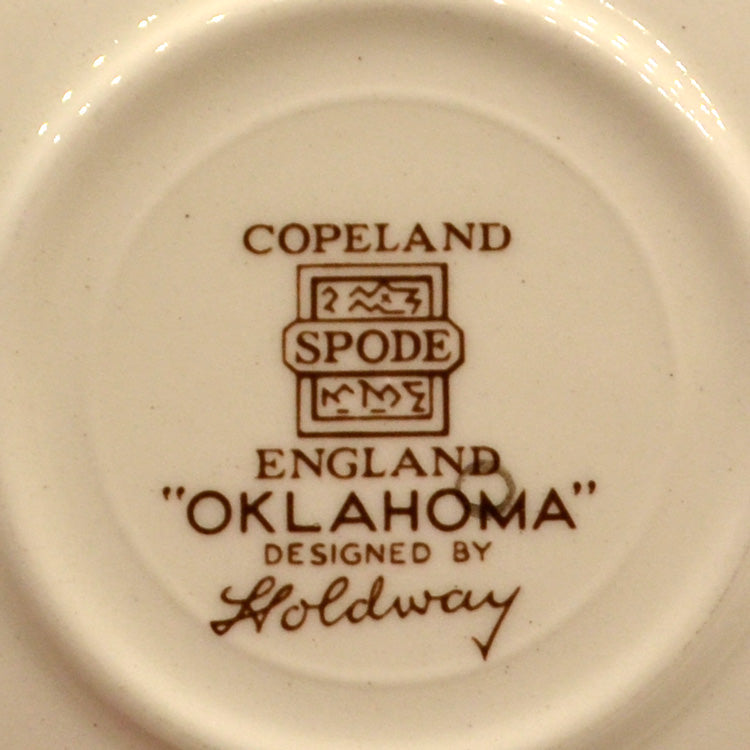 COPELAND
SPODE
ENGLAND
"OKLAHOMA"
DESIGNED BY
Holdway